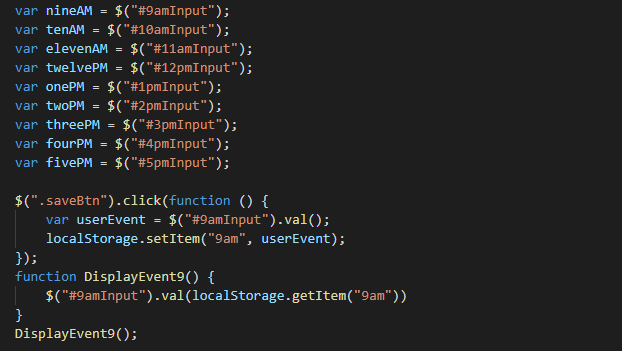 var nineAM = $("#9amInput");
var tenAM = $("#10amInput");
var elevenAM = $("#11amInput");
var twelvePM = $("#12pmInput");
var onePM = $("#1pmInput");
var twoPM = $("#2pmInput");
var threePM = $("#3pmInput");
var fourPM = $("#4pmInput");
var fivePM = $("#5pmInput");

$(".saveBtn").click(function () {
    var userEvent = $("#9amInput").val();
    localStorage.setItem("9am", userEvent);
});
function DisplayEvent9() {
    $("#9amInput").val(localStorage.getItem("9am"))
}
DisplayEvent9();